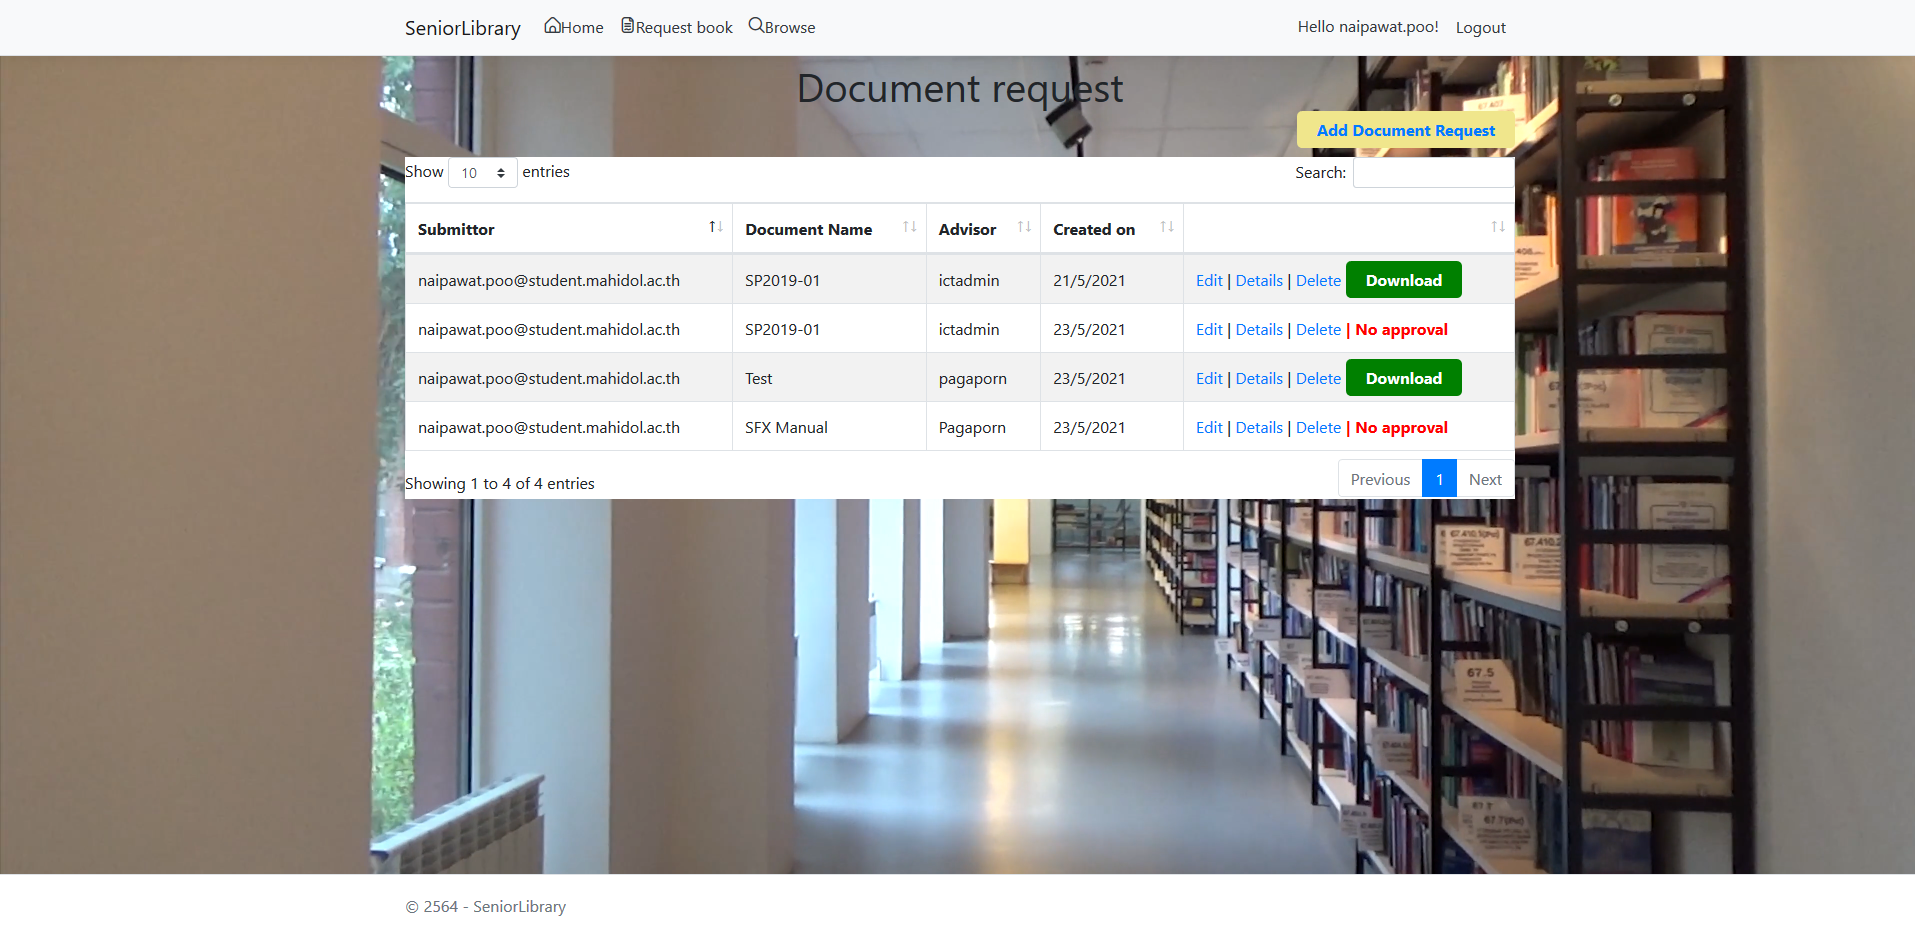 SeniorLibrary Home Request book Browse Hello naipawat.poo! Logout
Document request
Add Document Request
Show 10 entries Search:
Submittor Document Name Advisor Created on
naipawat.poo@student.mahidol.ac.th SP2019-01 ictadmin 21/5/2021 Edit | Details | Delete Download
naipawat.poo@student.mahidol.ac.th SP2019-01 ictadmin 23/5/2021 Edit | Details | Delete | No approval
naipawat.poo@student.mahidol.ac.th Test pagaporn 23/5/2021 Edit | Details | Delete Download
naipawat.poo@student.mahidol.ac.th SFX Manual Pagaporn 23/5/2021 Edit | Details | Delete | No approval
Showing 1 to 4 of 4 entries Previous 1 Next
67.5
© 2564 - SeniorLibrary